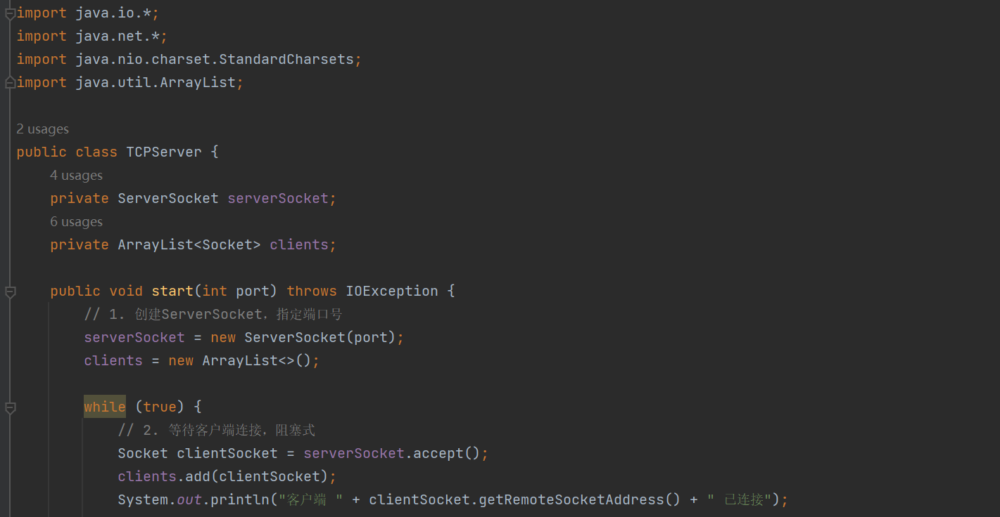 import java.io.*;
import java.net.*;
import java.nio.charset.StandardCharsets;
import java.util.ArrayList;
2 usages
public class TCPServer {
4 usages
private ServerSocket serverSocket;
6 usages
private ArrayList<Socket> clients;
public void start(int port) throws IOException {
// 1. 创建ServerSocket，指定端口号
serverSocket = new ServerSocket(port);
clients = new ArrayList<>();
while (true) {
// 2. 等待客户端连接，阻塞式
Socket clientSocket = serverSocket.accept();
clients.add(clientSocket);
System.out.println("客户端 " + clientSocket.getRemoteSocketAddress() + " 已连接");